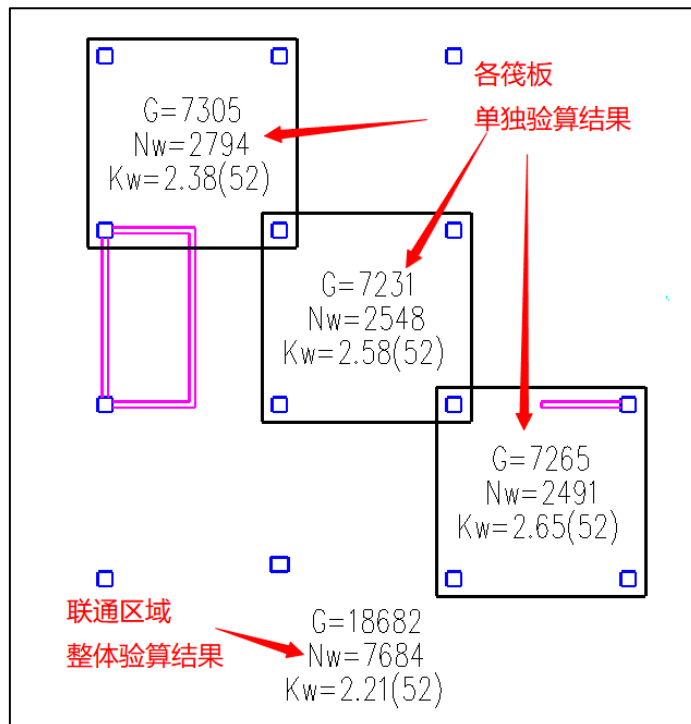 各筏板
单独验算结果
G=7305
Nw=2794
Kw=2.38(52)
G=7231
Nw=2548
Kw=2.58(52)
G=7265
Nw=2491
Kw=2.65(52)
联通区域
整体验算结果
G=18682
Nw=7684
Kw=2.21(52)